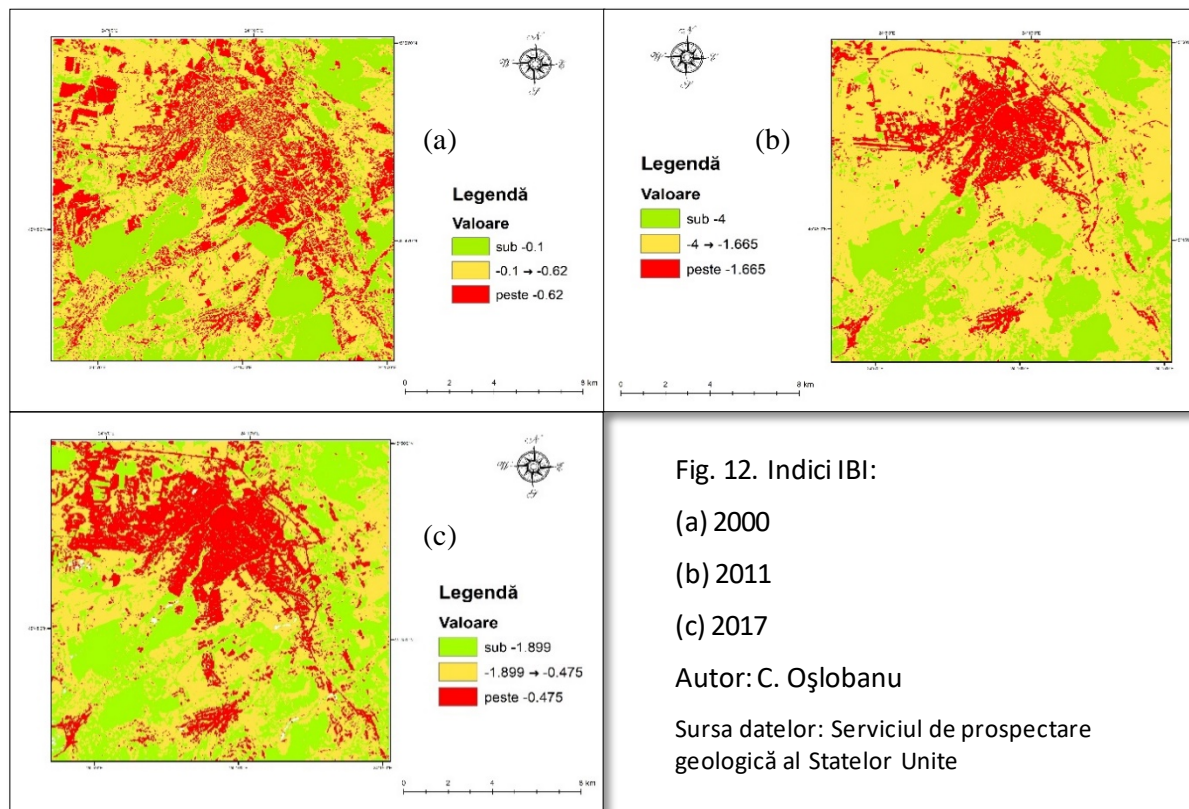 (a)
Legendă
Valoare
sub -0.1
-0.1 → -0.62
peste -0.62
0 2 4 8 km
(b)
Legendă
Valoare
sub -4
-4 → -1.665
peste -1.665
0 2 4 8 km
(c)
Legendă
Valoare
sub -1.899
-1.899 → -0.475
peste -0.475
0 2 4 8 km
Fig. 12. Indici IBI:
(a) 2000
(b) 2011
(c) 2017
Autor: C. Oşlobanu
Sursa datelor: Serviciul de prospectare
geologică al Statelor Unite